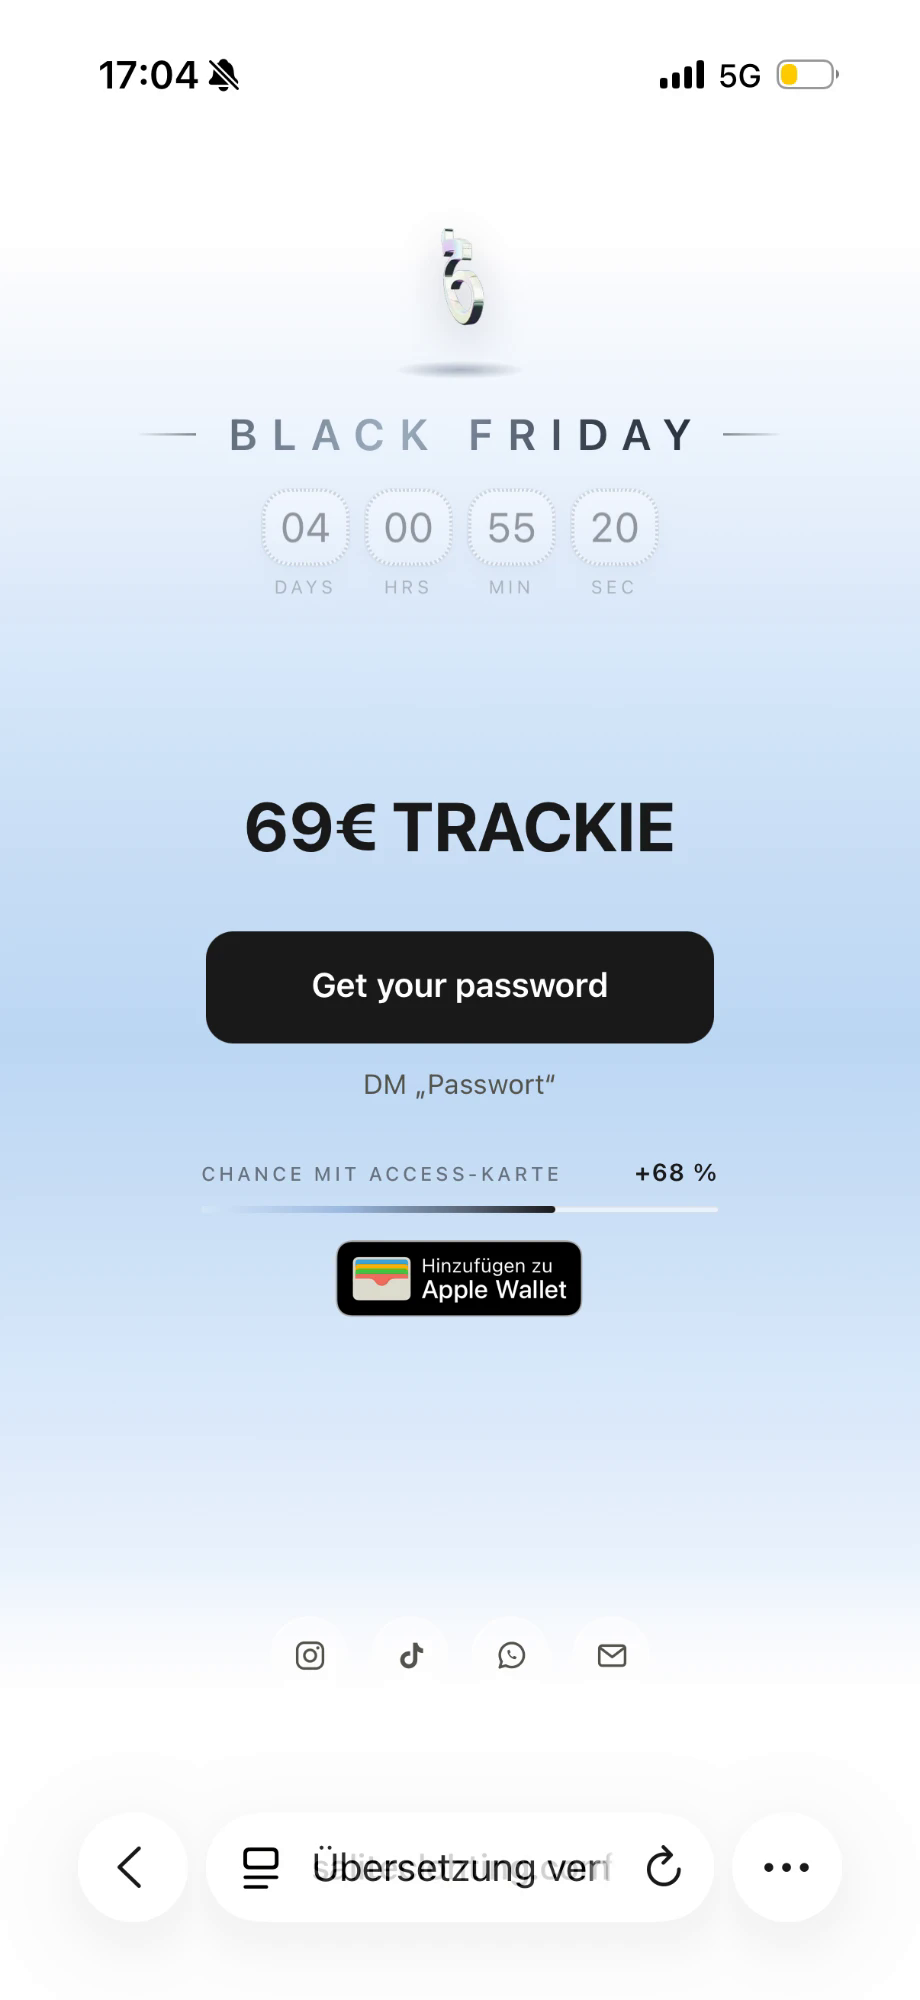 17:04
5G
BLACK FRIDAY
04 00 55 20
DAYS HRS MIN SEC
69€ TRACKIE
Get your password
DM „Passwort“
CHANCE MIT ACCESS-KARTE +68 %
Hinzufügen zu
Apple Wallet
Übersetzung verf